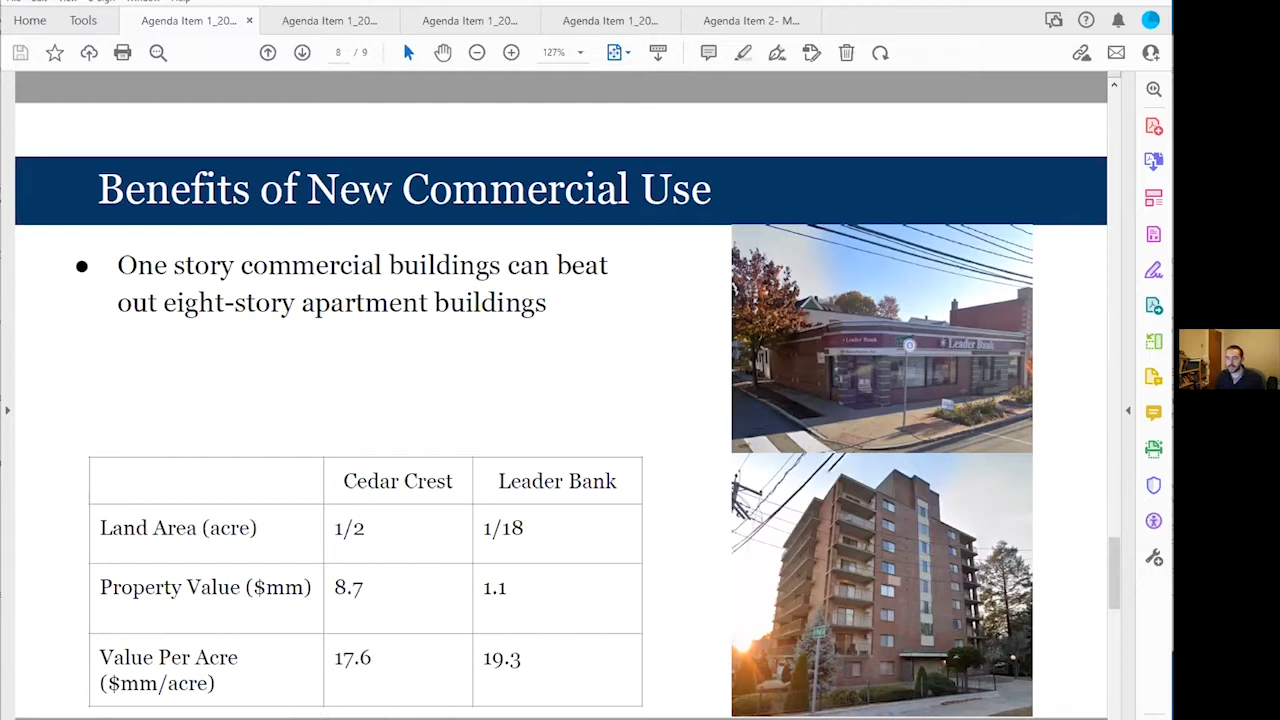 Home
Tools
Agenda Item 1_20... ×
Agenda Item 1_20...
Agenda Item 1_20...
Agenda Item 1_20...
Agenda Item 2- M...
8 / 9
127%
Benefits of New Commercial Use
● One story commercial buildings can beat
out eight-story apartment buildings
Leader Bank
Leader Bank
Cedar Crest Leader Bank
Land Area (acre) 1/2 1/18
Property Value ($mm) 8.7 1.1
Value Per Acre
($mm/acre) 17.6 19.3